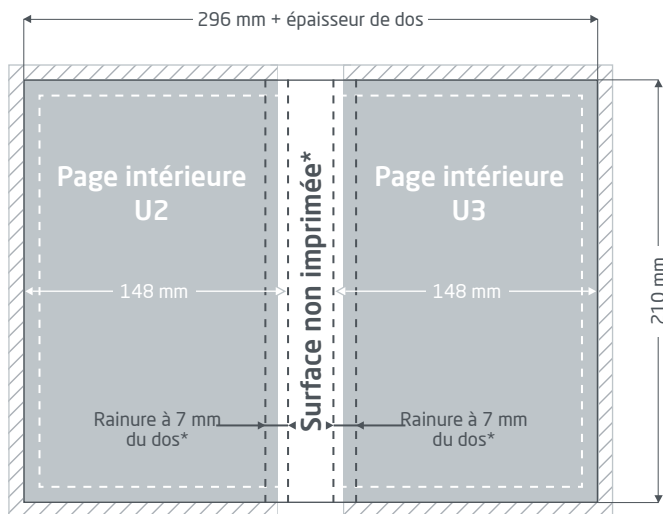 296 mm + épaisseur de dos
Page intérieure
U2
Surface non imprimée*
Page intérieure
U3
148 mm
148 mm
210 mm
Rainure à 7 mm
du dos*
Rainure à 7 mm
du dos*